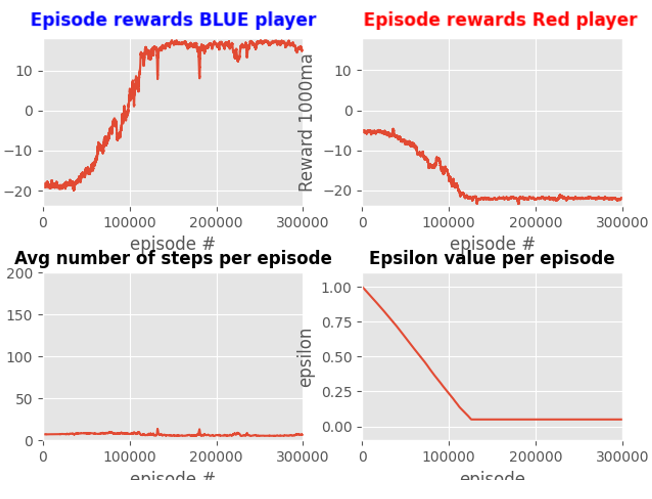 Episode rewards BLUE player
10
0
−10
−20
0 100000 200000 300000
episode #
Episode rewards Red player
Reward 1000ma
10
0
−10
−20
0 100000 200000 300000
episode #
Avg number of steps per episode
200
150
100
50
0
0 100000 200000 300000
episode #
Epsilon value per episode
epsilon
1.00
0.75
0.50
0.25
0.00
0 100000 200000 300000
episode